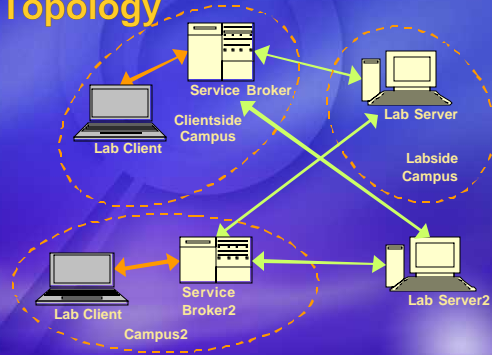 Topology
Service Broker
Lab Server
Clientside
Campus
Lab Client
Labside
Campus
Service
Broker2
Lab Server2
Lab Client
Campus2